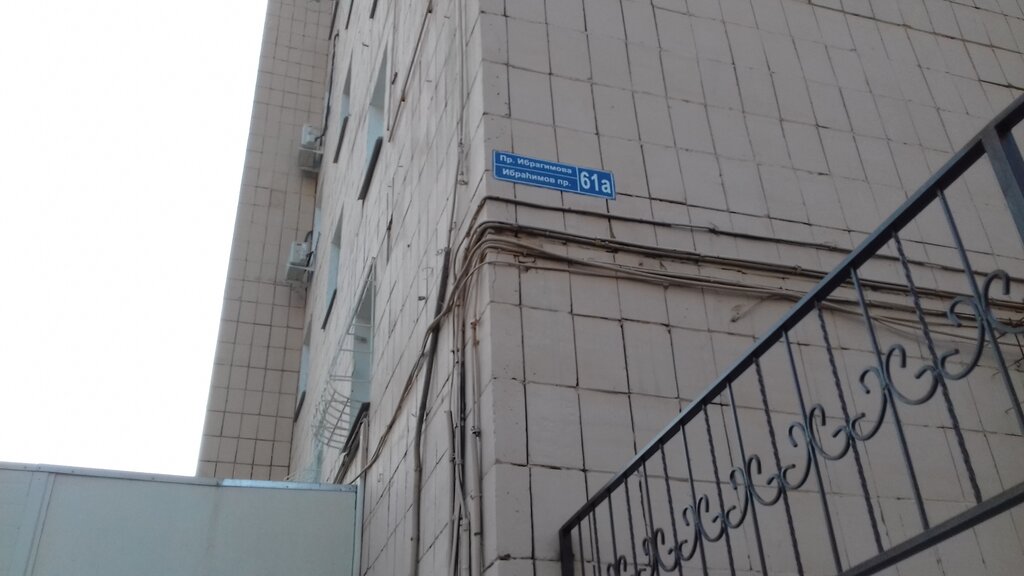 Пр. Ибрагимова
Ибраһимов пр.
61а